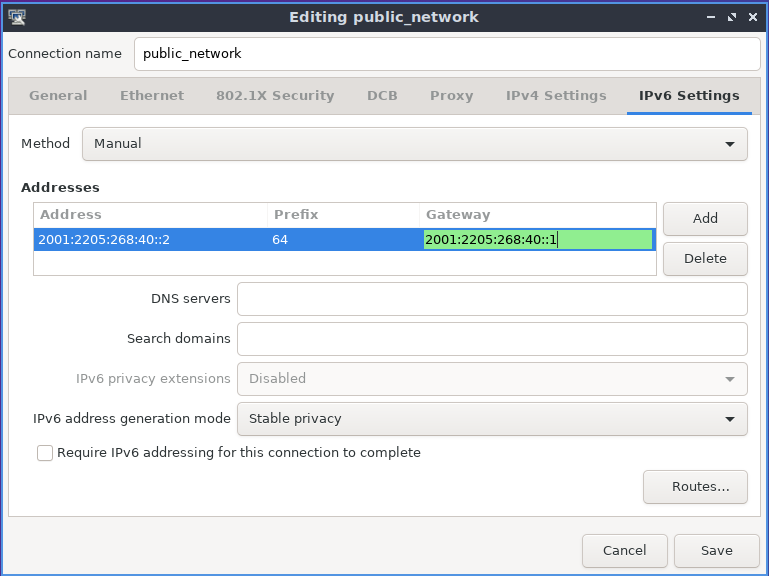 Editing public_network
Connection name public_network
General Ethernet 802.1X Security DCB Proxy IPv4 Settings IPv6 Settings
Method Manual
Addresses
Address Prefix Gateway
2001:2205:268:40::2 64 2001:2205:268:40::1
Add
Delete
DNS servers
Search domains
IPv6 privacy extensions Disabled
IPv6 address generation mode Stable privacy
Require IPv6 addressing for this connection to complete
Routes...
Cancel Save